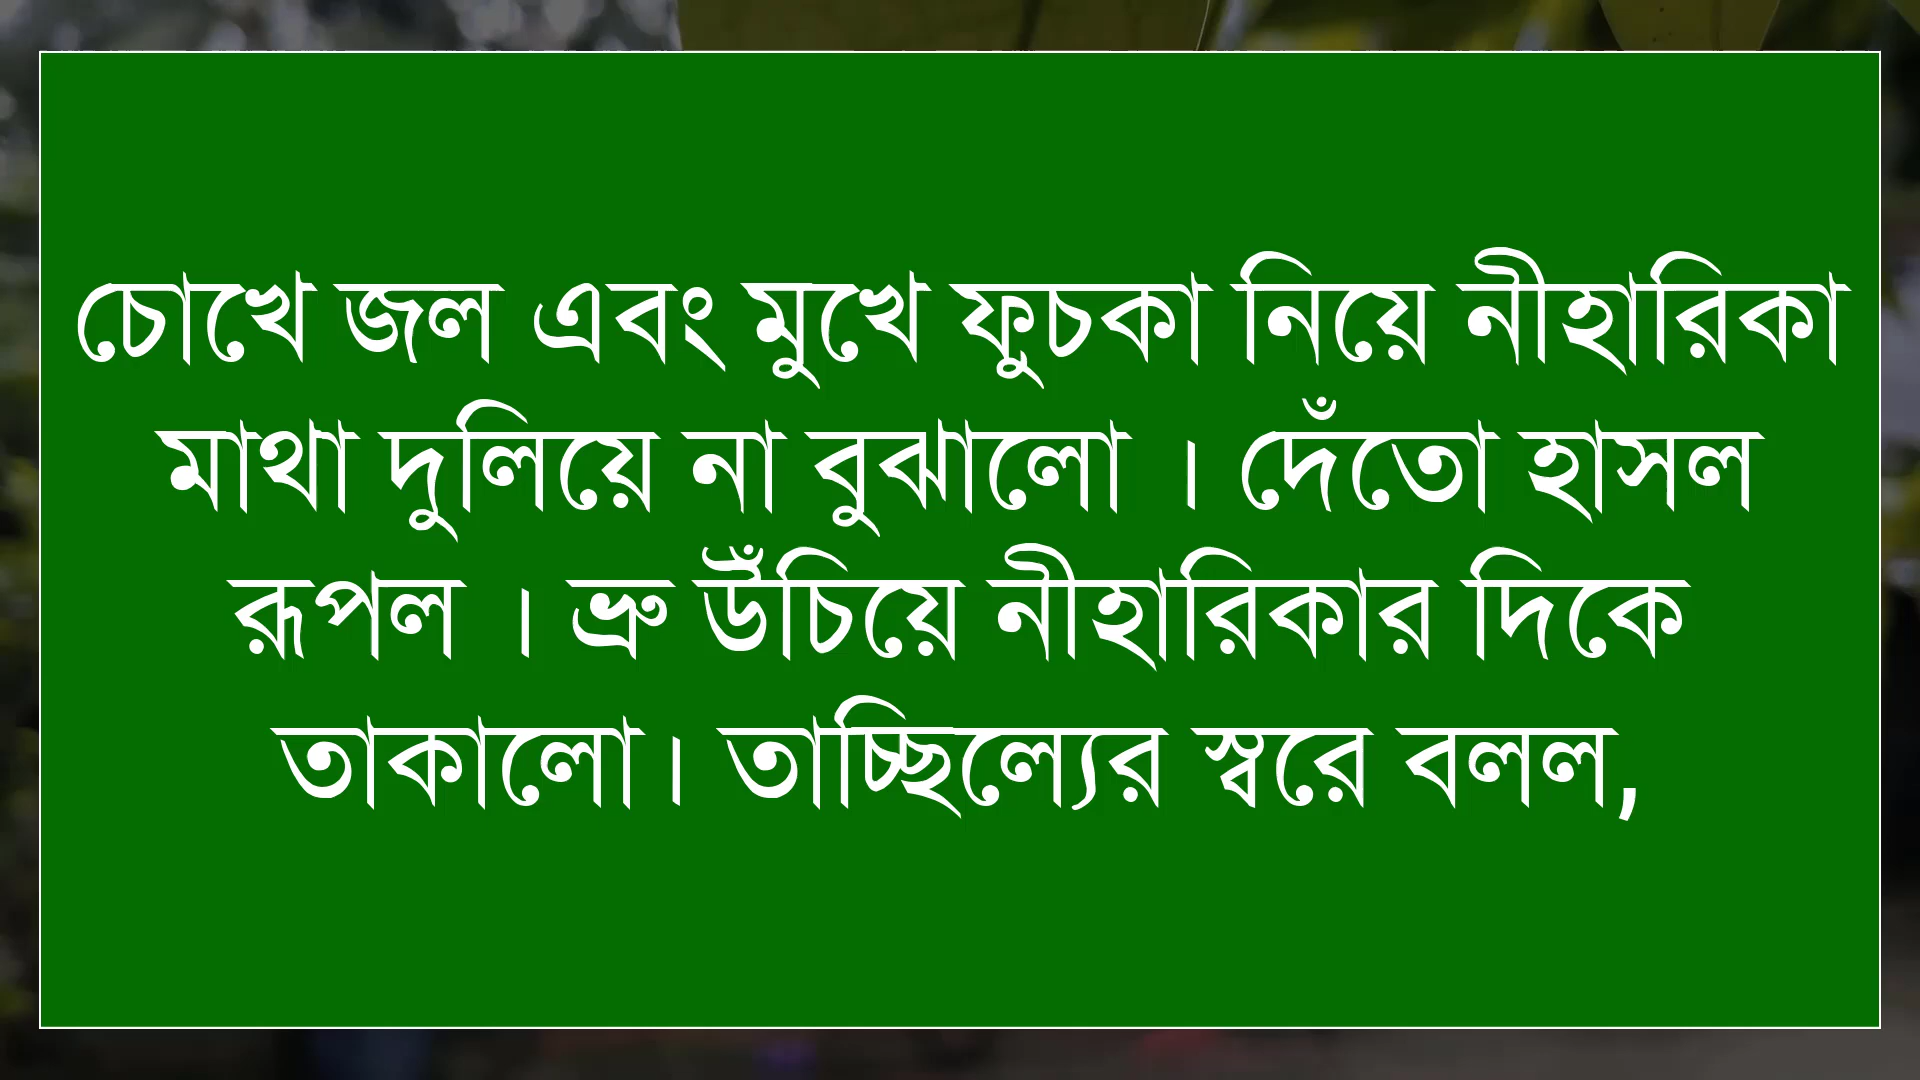 চোখে জল এবং মুখে ফুচকা নিয়ে নীহারিকা
মাথা দুলিয়ে না বুঝালো । দেঁতো হাসল
রূপল । ভ্রু উঁচিয়ে নীহারিকার দিকে
তাকালো। তাচ্ছিল্যের স্বরে বলল,